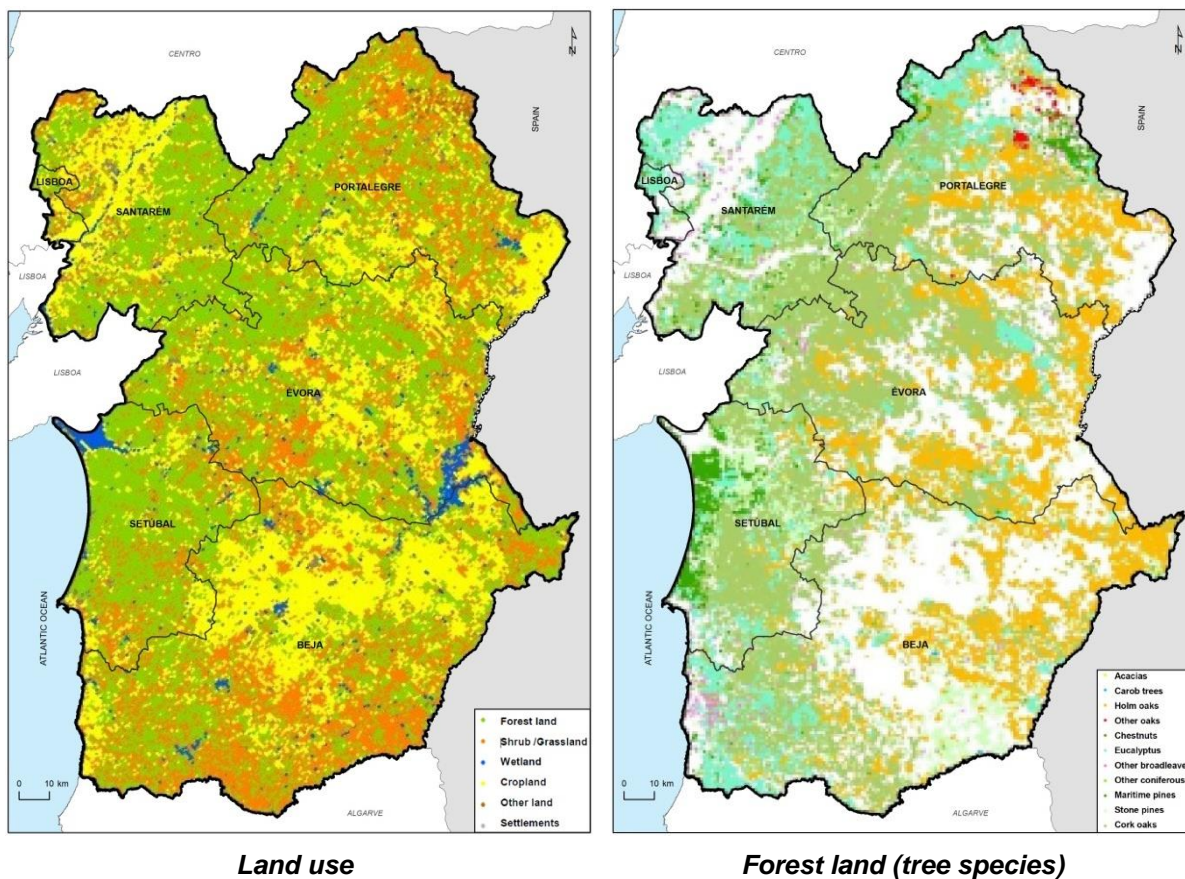 CENTRO
N
SPAIN
LISBOA
SANTARÉM
PORTALEGRE
LISBOA
LISBOA
ÉVORA
SETÚBAL
ATLANTIC OCEAN
BEJA
Forest land
Shrub /Grassland
Wetland
Cropland
Other land
Settlements
0 10 km
ALGARVE
Land use
CENTRO
N
SPAIN
LISBOA
SANTARÉM
PORTALEGRE
LISBOA
LISBOA
ÉVORA
SETÚBAL
ATLANTIC OCEAN
BEJA
Acacias
Carob trees
Holm oaks
Other oaks
Chestnuts
Eucalyptus
Other broadleave
Other coniferous
Maritime pines
Stone pines
Cork oaks
0 10 km
ALGARVE
Forest land (tree species)